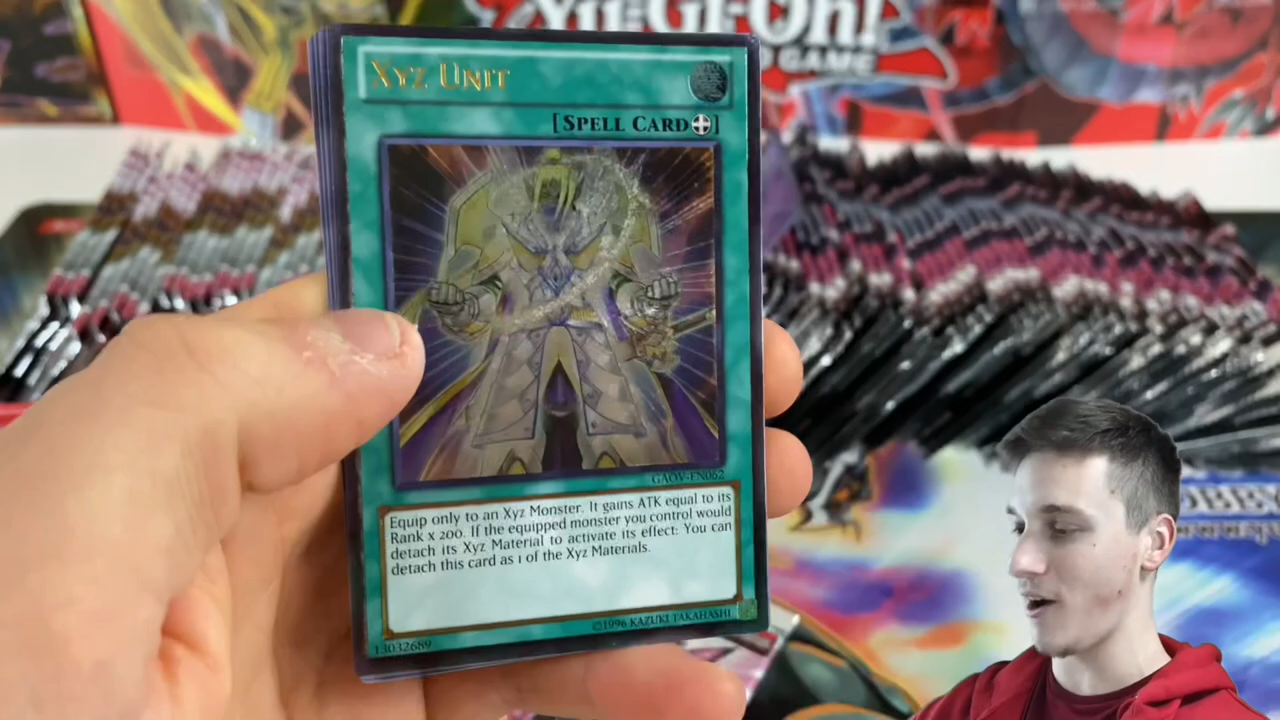 Yu-Gi-Oh!
GAME
Xyz Unit
[SPELL CARD]
GAOV-EN062
Equip only to an Xyz Monster. It gains ATK equal to its
Rank x 200. If the equipped monster you control would
detach its Xyz Material to activate its effect: You can
detach this card as 1 of the Xyz Materials.
13032689
©1996 KAZUKI TAKAHASHI